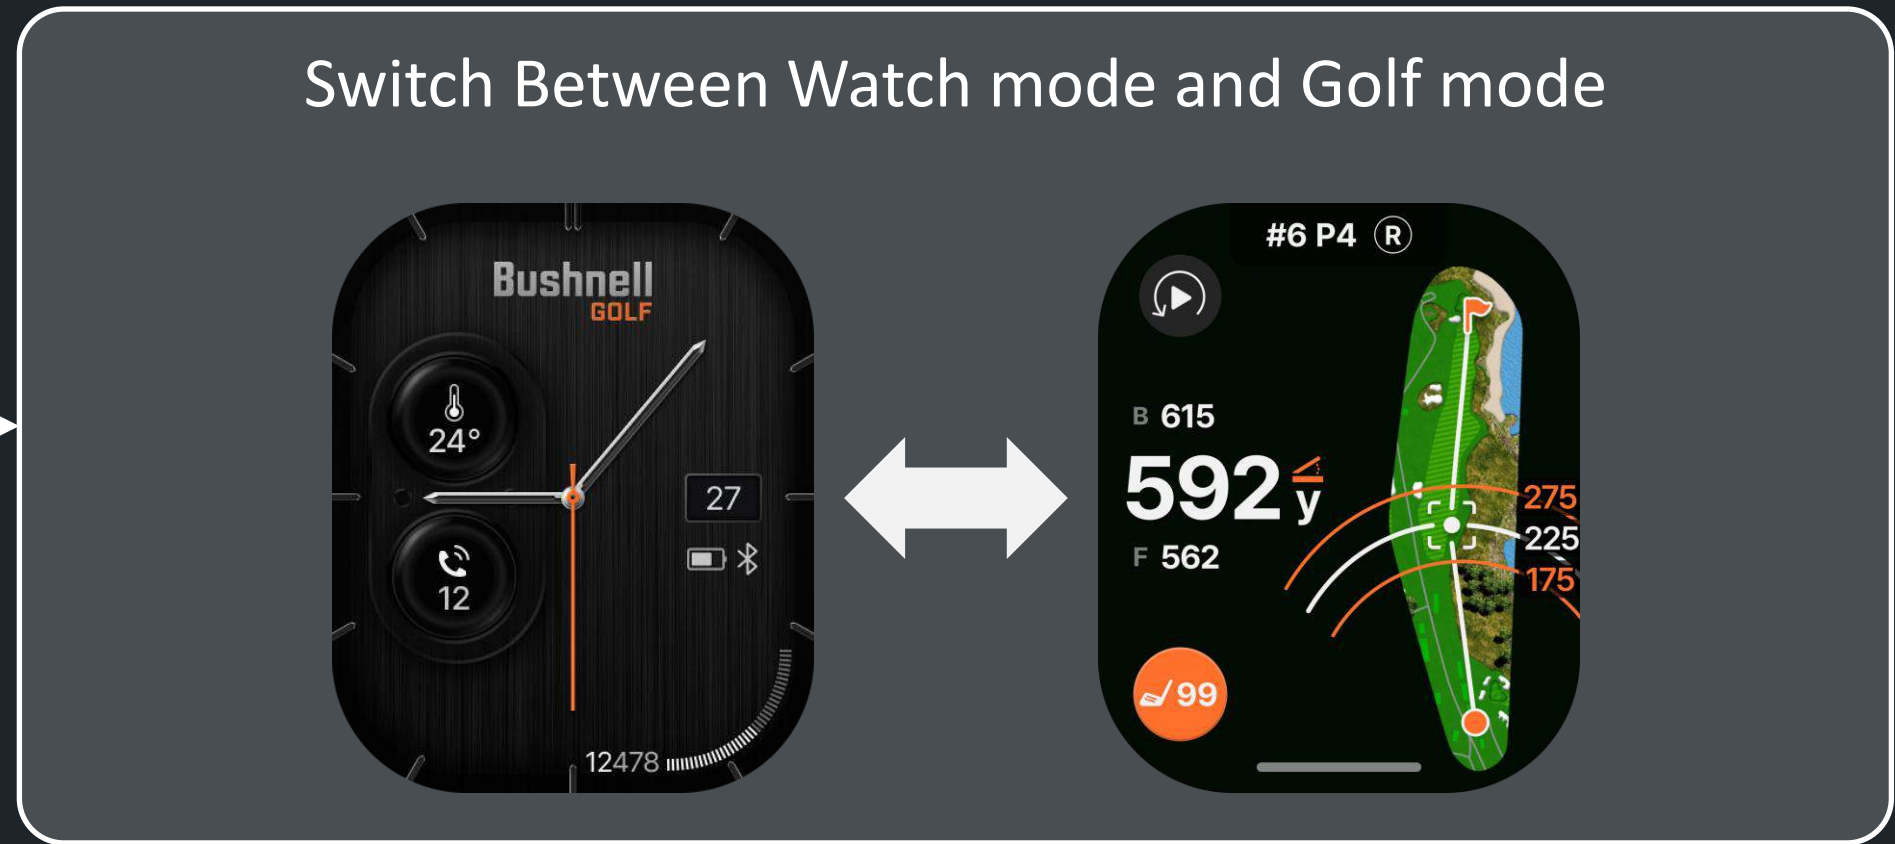 Switch Between Watch mode and Golf mode
Bushnell
GOLF
24°
27
12
12478
#6 P4 R
B 615
592 y
F 562
275
225
175
99